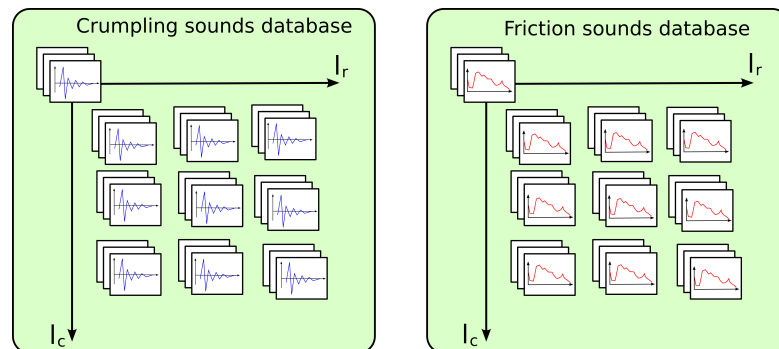 Crumpling sounds database
I_r
I_c
Friction sounds database
I_r
I_c